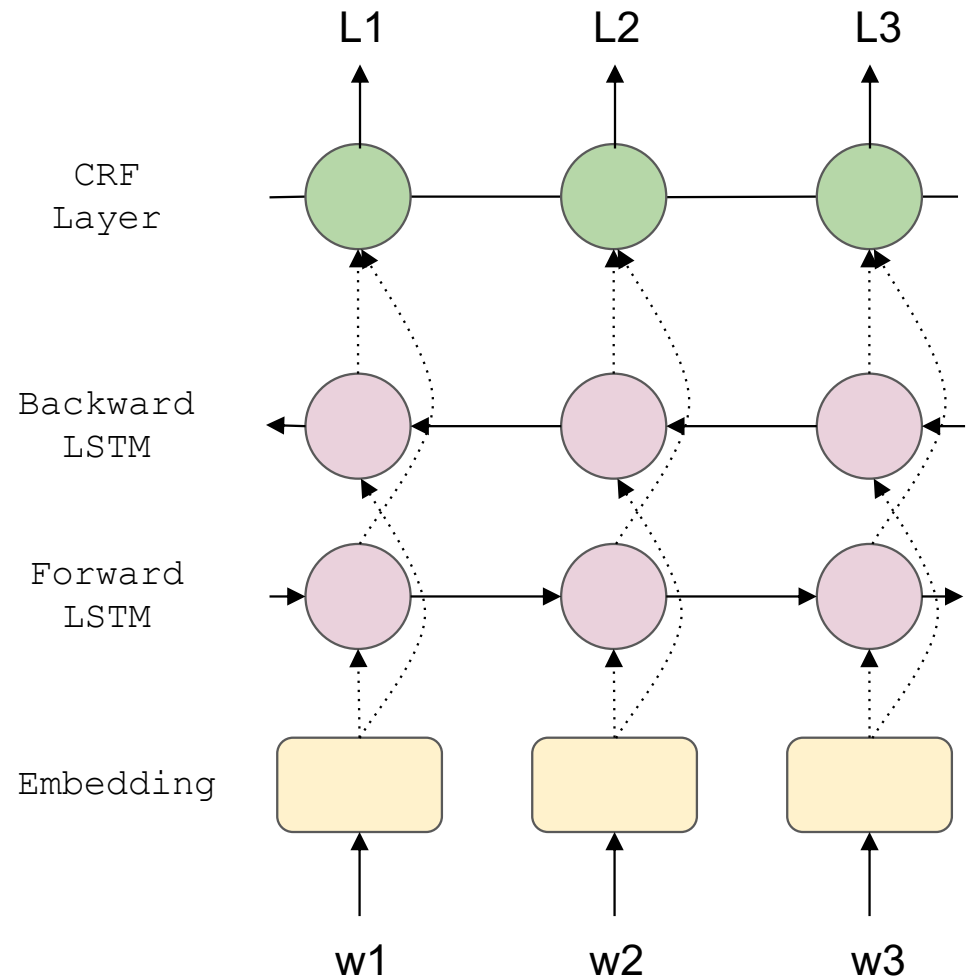 L1 L2 L3
CRF
Layer
Backward
LSTM
Forward
LSTM
Embedding
w1 w2 w3